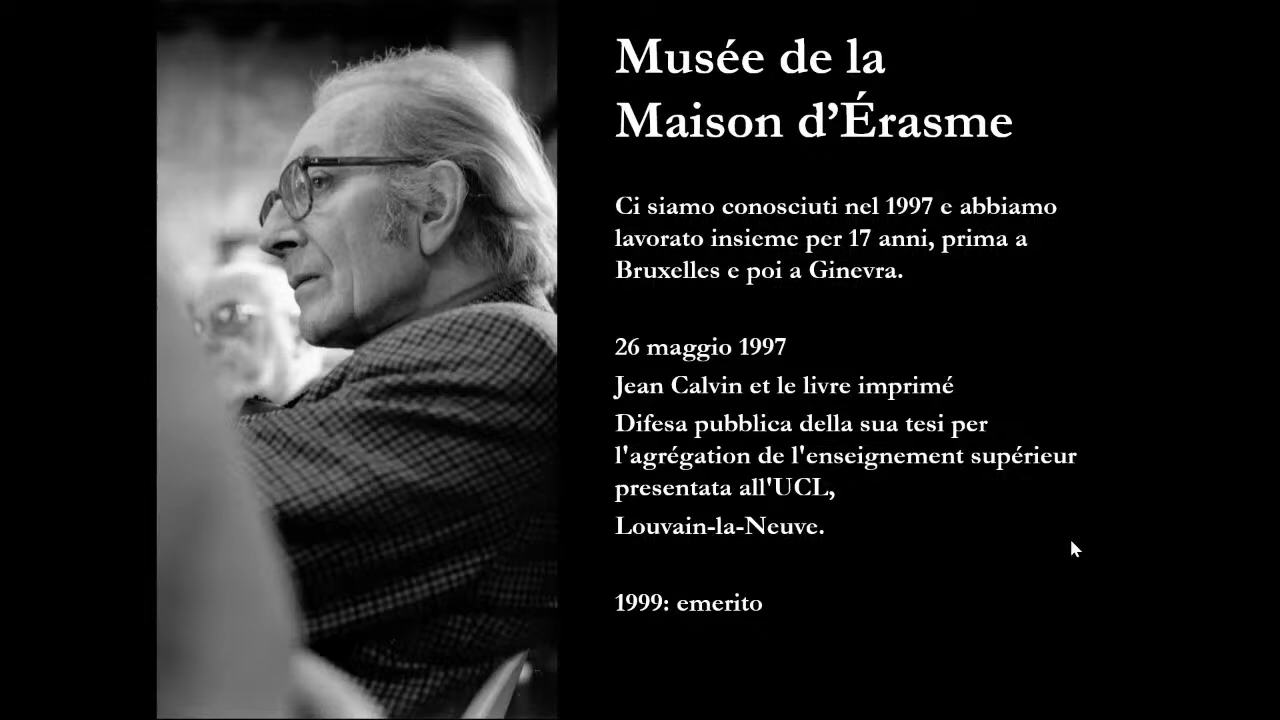 Musée de la
Maison d’Érasme
Ci siamo conosciuti nel 1997 e abbiamo
lavorato insieme per 17 anni, prima a
Bruxelles e poi a Ginevra.
26 maggio 1997
Jean Calvin et le livre imprimé
Difesa pubblica della sua tesi per
l'agrégation de l'enseignement supérieur
presentata all'UCL,
Louvain-la-Neuve.
1999: emerito